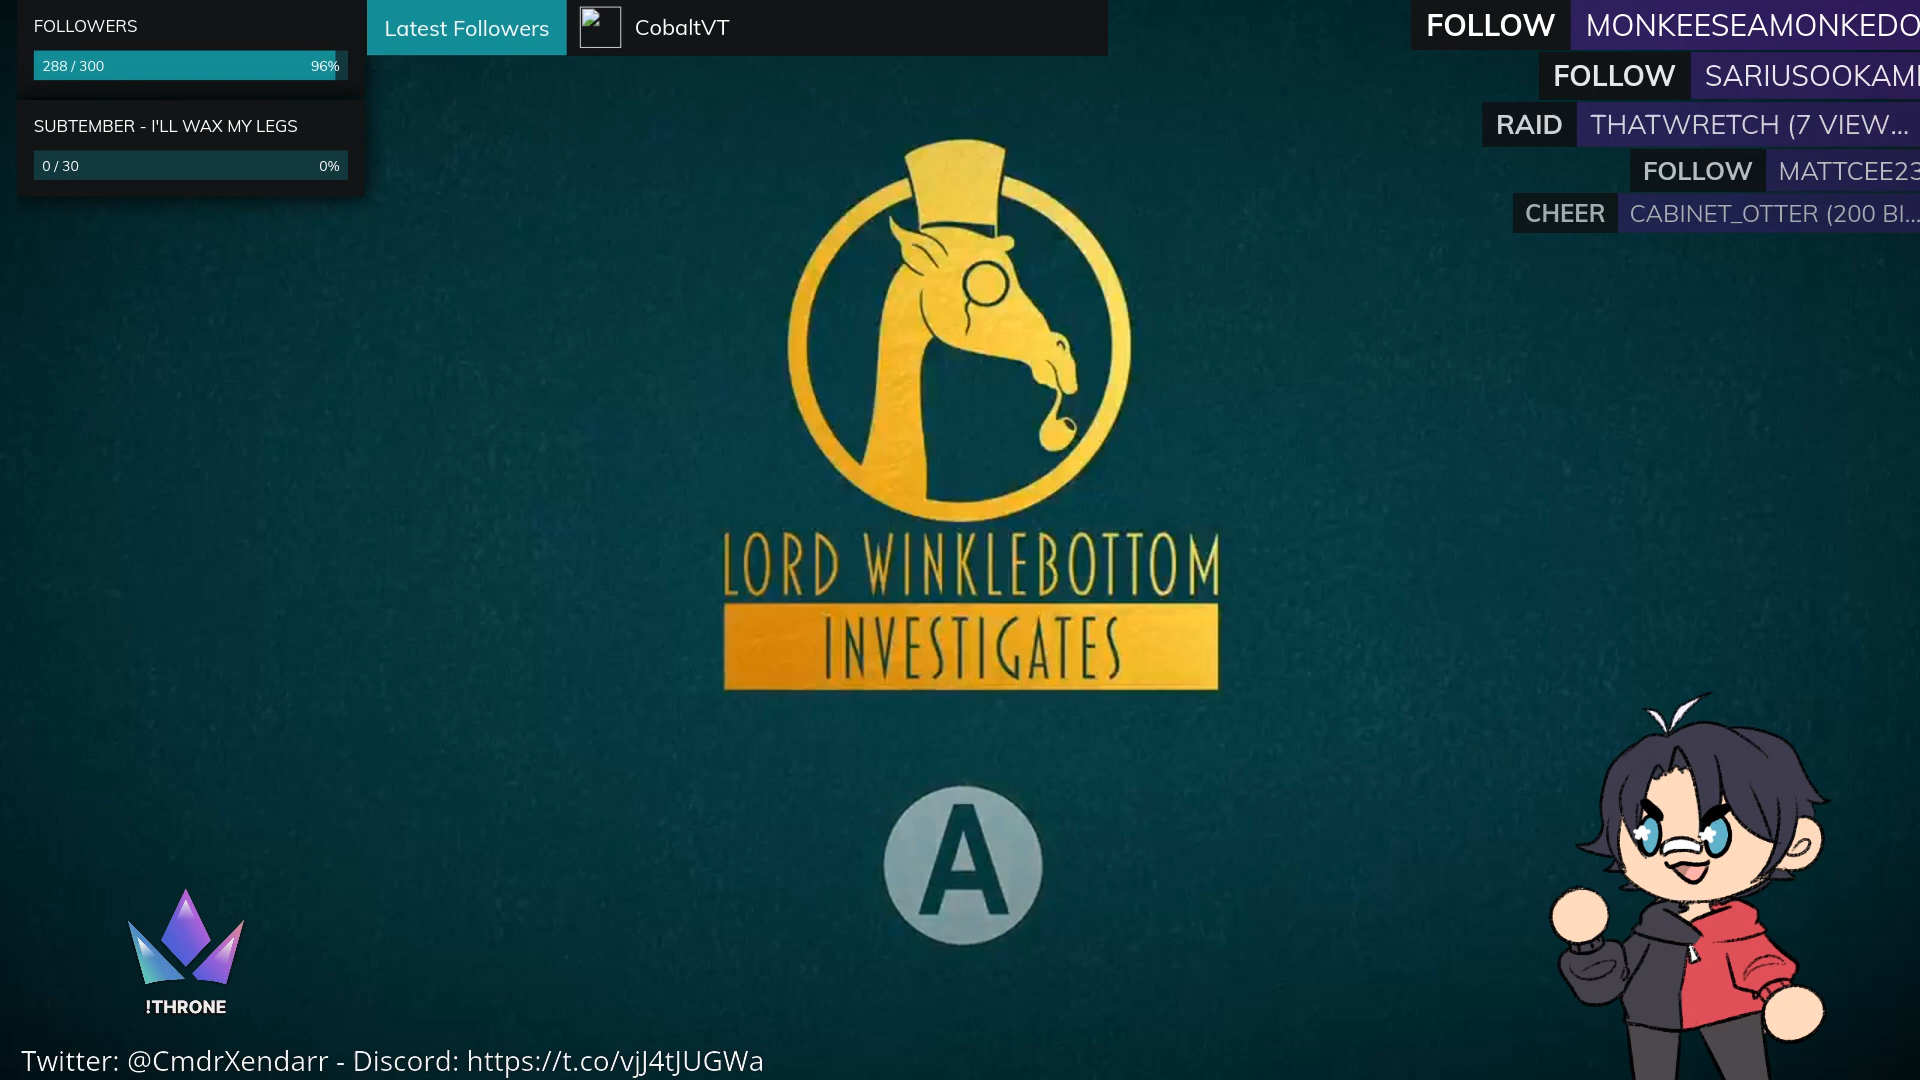 FOLLOWERS
288 / 300 96%
SUBTEMBER - I'LL WAX MY LEGS
0 / 30 0%
Latest Followers CobaltVT
FOLLOW MONKEESEAMONKEDO
FOLLOW SARIUSOOKAMI
RAID THATWRETCH (7 VIEW...
FOLLOW MATTCEE23
CHEER CABINET_OTTER (200 BI...
LORD WINKLEBOTTOM
INVESTIGATES
A
!THRONE
Twitter: @CmdrXendarr - Discord: https://t.co/vjJ4tJUGWa